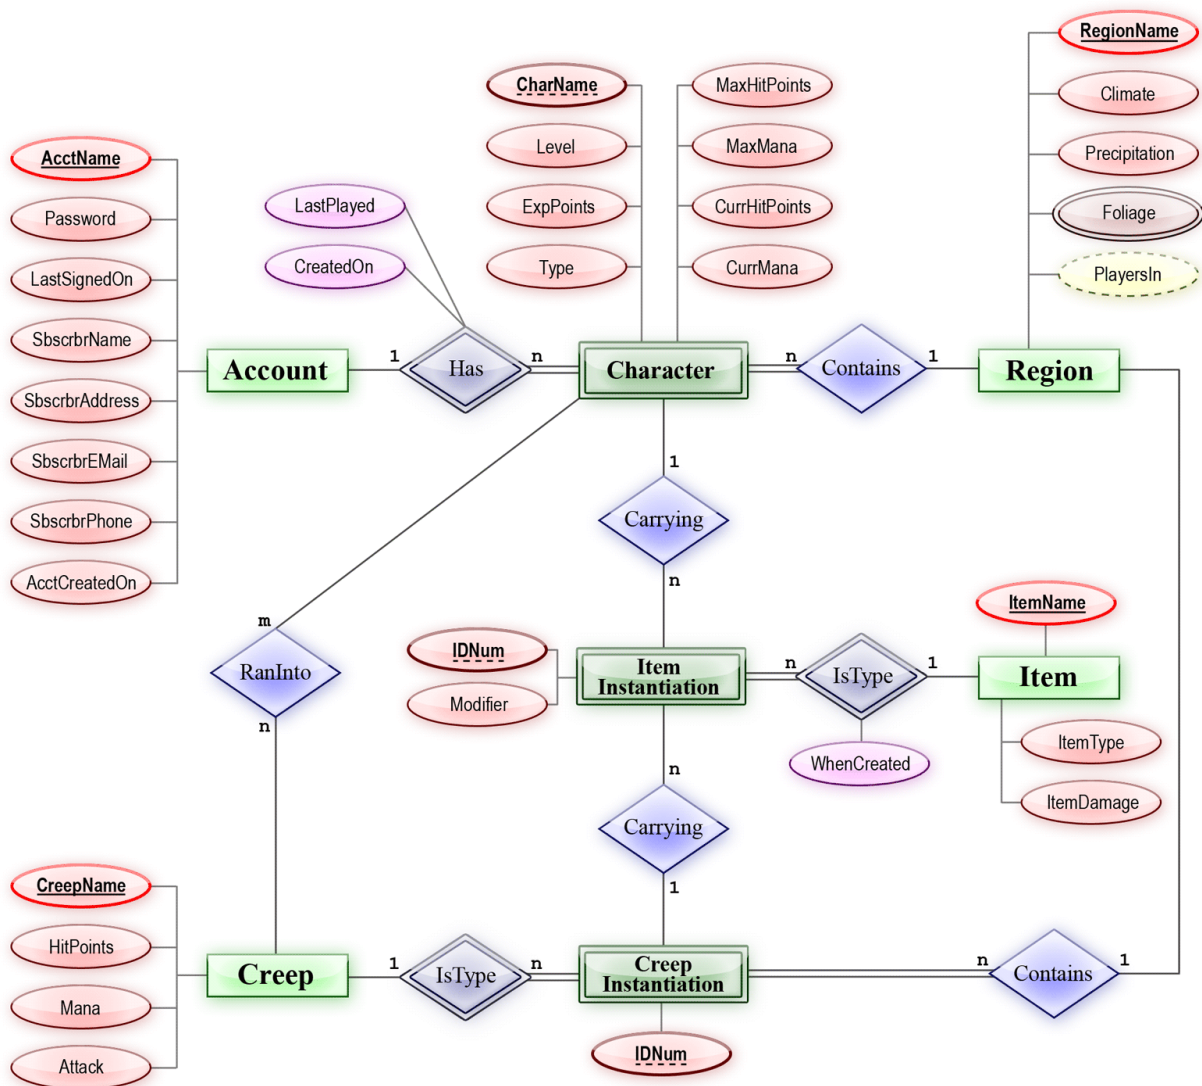 RegionName
CharName
MaxHitPoints
Climate
Level
MaxMana
AcctName
Precipitation
Password
LastPlayed
ExpPoints
CurrHitPoints
Foliage
LastSignedOn
CreatedOn
Type
CurrMana
PlayersIn
SbscrbrName
Account
1
Has
n
Character
n
Contains
1
Region
SbscrbrAddress
SbscrbrEMail
1
SbscrbrPhone
Carrying
AcctCreatedOn
n
ItemName
m
IDNum
RanInto
Item
Instantiation
n
IsType
1
Item
Modifier
n
ItemType
WhenCreated
n
ItemDamage
Carrying
CreepName
1
HitPoints
Creep
1
IsType
n
Creep
Instantiation
n
Contains
1
Mana
IDNum
Attack